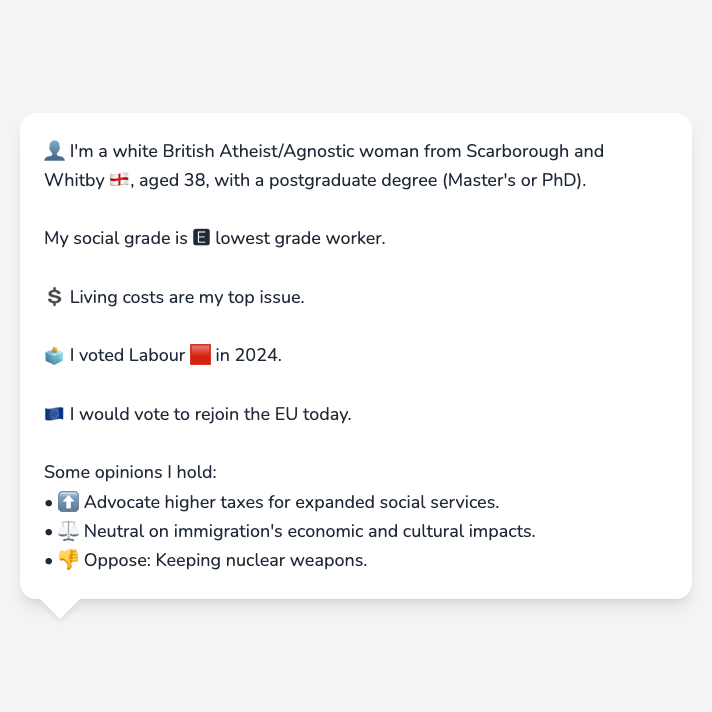 👤 I'm a white British Atheist/Agnostic woman from Scarborough and
Whitby 🏴󠁧󠁢󠁥󠁮󠁧󠁿, aged 38, with a postgraduate degree (Master's or PhD).
My social grade is 🅴 lowest grade worker.
💲 Living costs are my top issue.
🗳️ I voted Labour 🟥 in 2024.
🇪🇺 I would vote to rejoin the EU today.
Some opinions I hold:
• ⬆️ Advocate higher taxes for expanded social services.
• ⚖️ Neutral on immigration's economic and cultural impacts.
• 👎 Oppose: Keeping nuclear weapons.